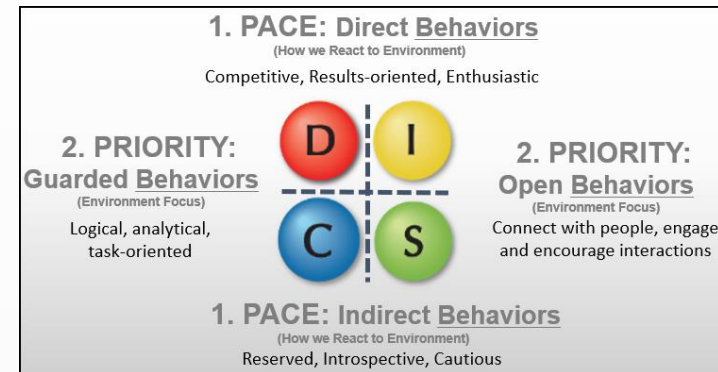 1. PACE: Direct Behaviors
(How we React to Environment)
Competitive, Results-oriented, Enthusiastic
D I
2. PRIORITY:
Guarded Behaviors
(Environment Focus)
Logical, analytical,
task-oriented
2. PRIORITY:
Open Behaviors
(Environment Focus)
Connect with people, engage
and encourage interactions
C S
1. PACE: Indirect Behaviors
(How we React to Environment)
Reserved, Introspective, Cautious